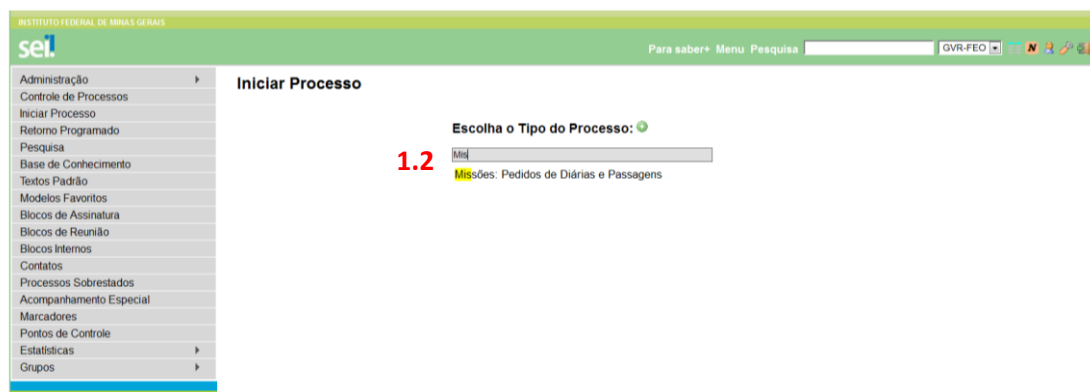 INSTITUTO FEDERAL DE MINAS GERAIS
sei!
Para saber+ Menu Pesquisa GVR-FEO N
Administração
Controle de Processos
Iniciar Processo
Retorno Programado
Pesquisa
Base de Conhecimento
Textos Padrão
Modelos Favoritos
Blocos de Assinatura
Blocos de Reunião
Blocos Internos
Contatos
Processos Sobrestados
Acompanhamento Especial
Marcadores
Pontos de Controle
Estatísticas
Grupos
Iniciar Processo
Escolha o Tipo do Processo:
1.2
Mis
Missões: Pedidos de Diárias e Passagens